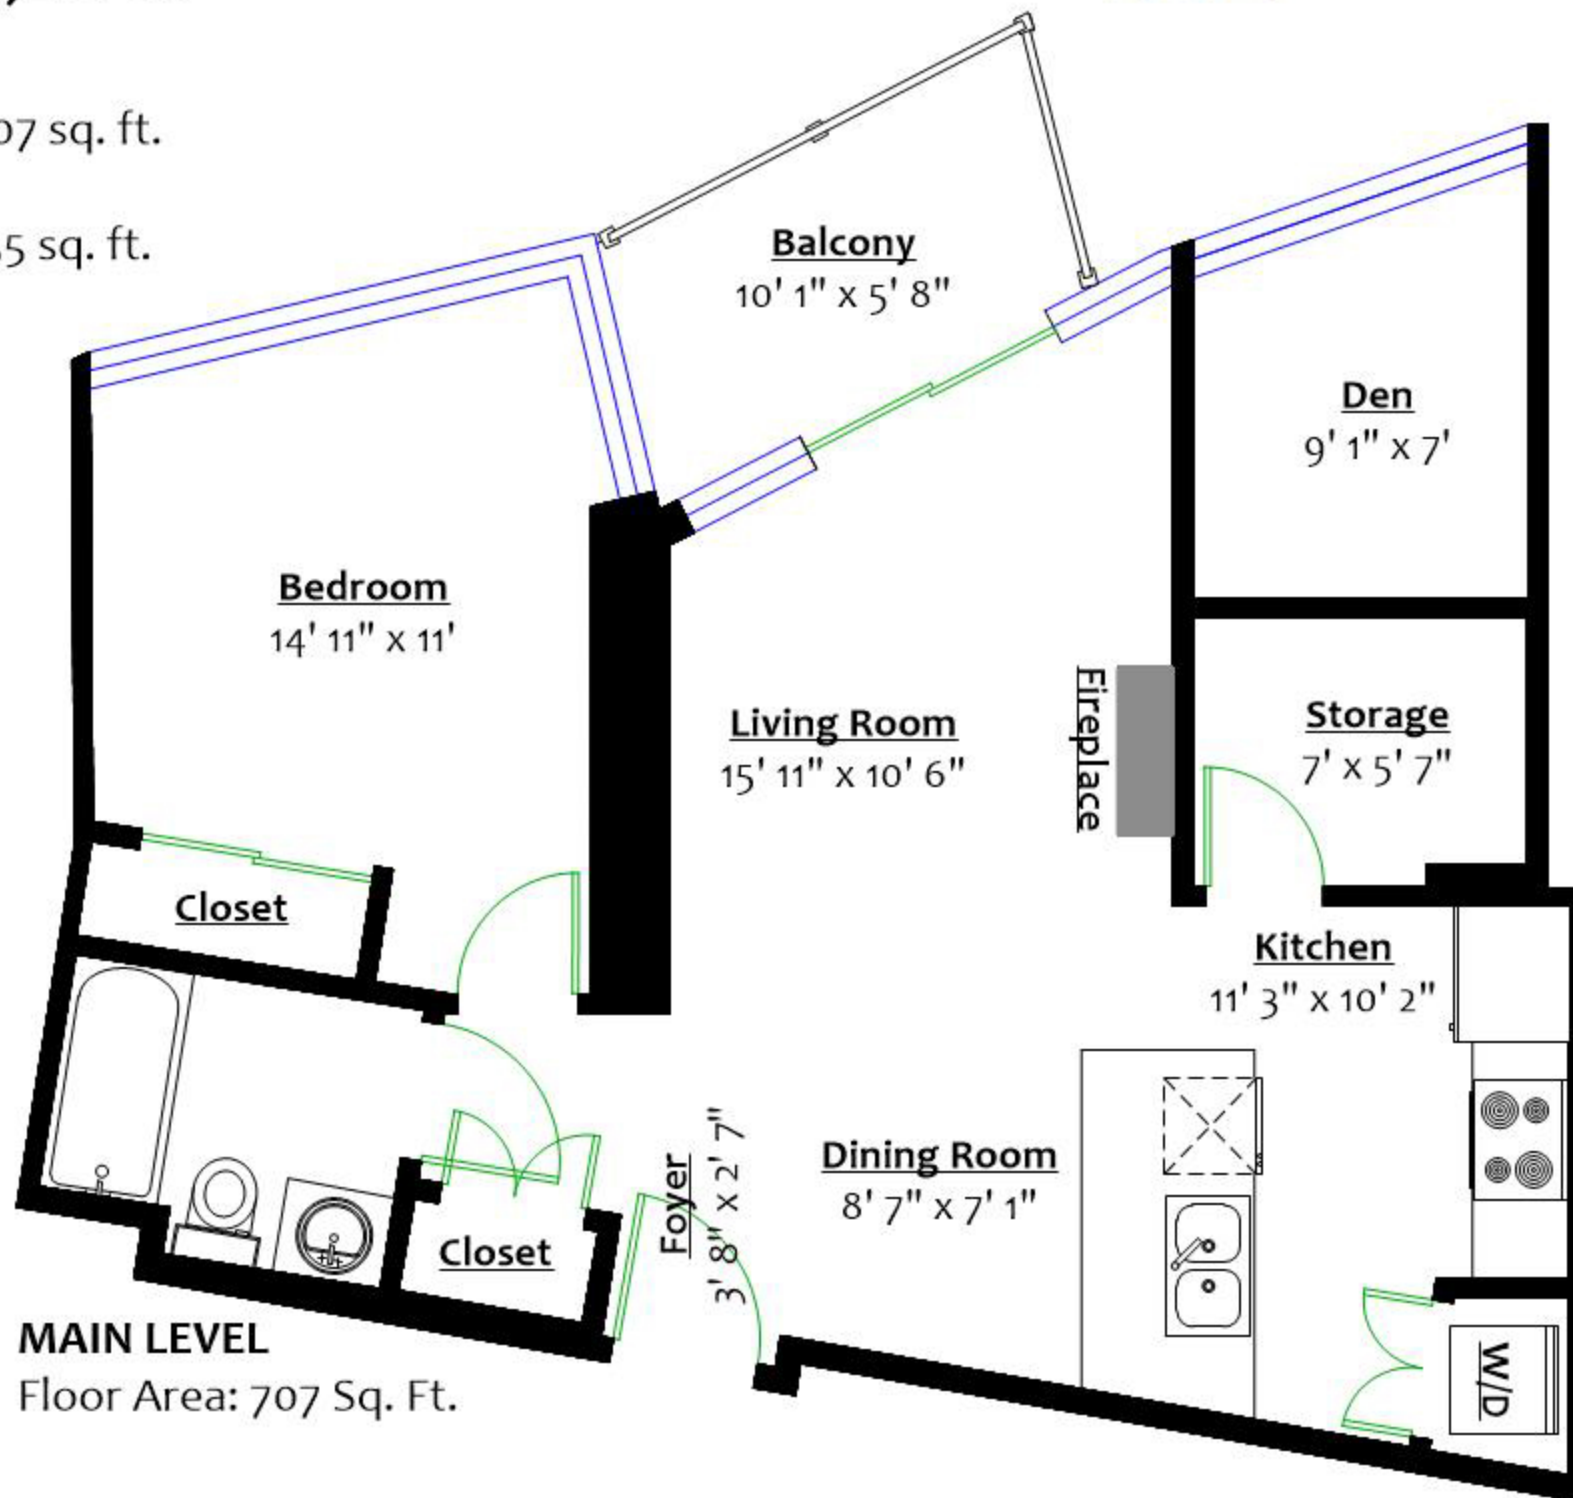 07 sq. ft.
5 sq. ft.
Balcony
10' 1" x 5' 8"
Den
9' 1" x 7'
Bedroom
14' 11" x 11'
Living Room
15' 11" x 10' 6"
Fireplace
Storage
7' x 5' 7"
Closet
Kitchen
11' 3" x 10' 2"
Foyer
3' 8" x 2' 7"
Dining Room
8' 7" x 7' 1"
Closet
W/D
MAIN LEVEL
Floor Area: 707 Sq. Ft.